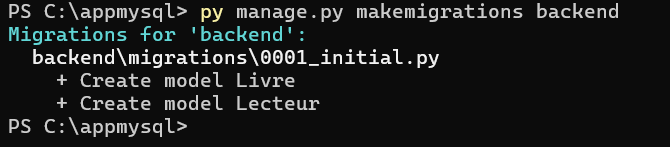 PS C:\appmysql> py manage.py makemigrations backend
Migrations for 'backend':
  backend\migrations\0001_initial.py
    + Create model Livre
    + Create model Lecteur
PS C:\appmysql>